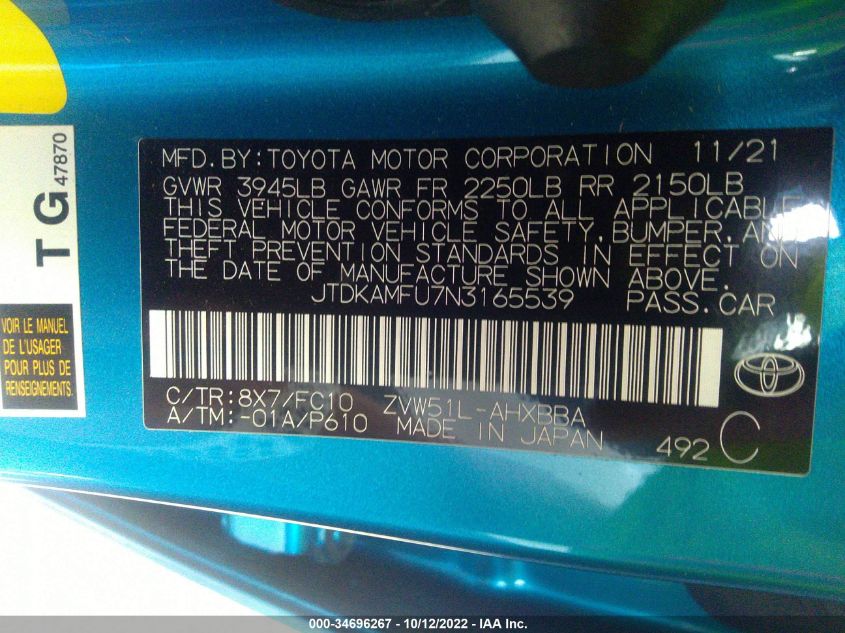 MFD. BY: TOYOTA MOTOR CORPORATION 11/21
GVWR 3945LB GAWR FR 2250LB RR 2150LB
THIS VEHICLE CONFORMS TO ALL APPLICABLE
FEDERAL MOTOR VEHICLE SAFETY, BUMPER, AND
THEFT PREVENTION STANDARDS IN EFFECT ON
THE DATE OF MANUFACTURE SHOWN ABOVE.
JTDKAMFU7N3165539 PASS. CAR
C/TR: 8X7/FC10 ZVW51L-AHXBBA
A/TM: -01A/P610 MADE IN JAPAN
492 C
TG 47870
VOIR LE MANUEL
DE L'USAGER
POUR PLUS DE
RENSEIGNEMENTS.
000-34696267 - 10/12/2022 - IAA Inc.